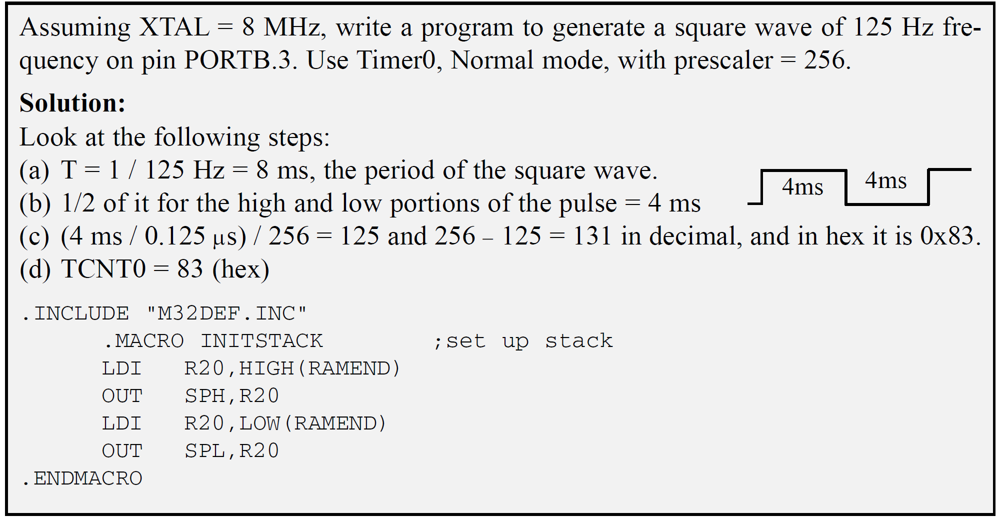 Assuming XTAL = 8 MHz, write a program to generate a square wave of 125 Hz fre-
quency on pin PORTB.3. Use Timer0, Normal mode, with prescaler = 256.
Solution:
Look at the following steps:
(a) T = 1 / 125 Hz = 8 ms, the period of the square wave.
(b) 1/2 of it for the high and low portions of the pulse = 4 ms
4ms
4ms
(c) (4 ms / 0.125 μs) / 256 = 125 and 256 – 125 = 131 in decimal, and in hex it is 0x83.
(d) TCNT0 = 83 (hex)
.INCLUDE "M32DEF.INC"
.MACRO INITSTACK ;set up stack
LDI R20,HIGH(RAMEND)
OUT SPH,R20
LDI R20,LOW(RAMEND)
OUT SPL,R20
.ENDMACRO